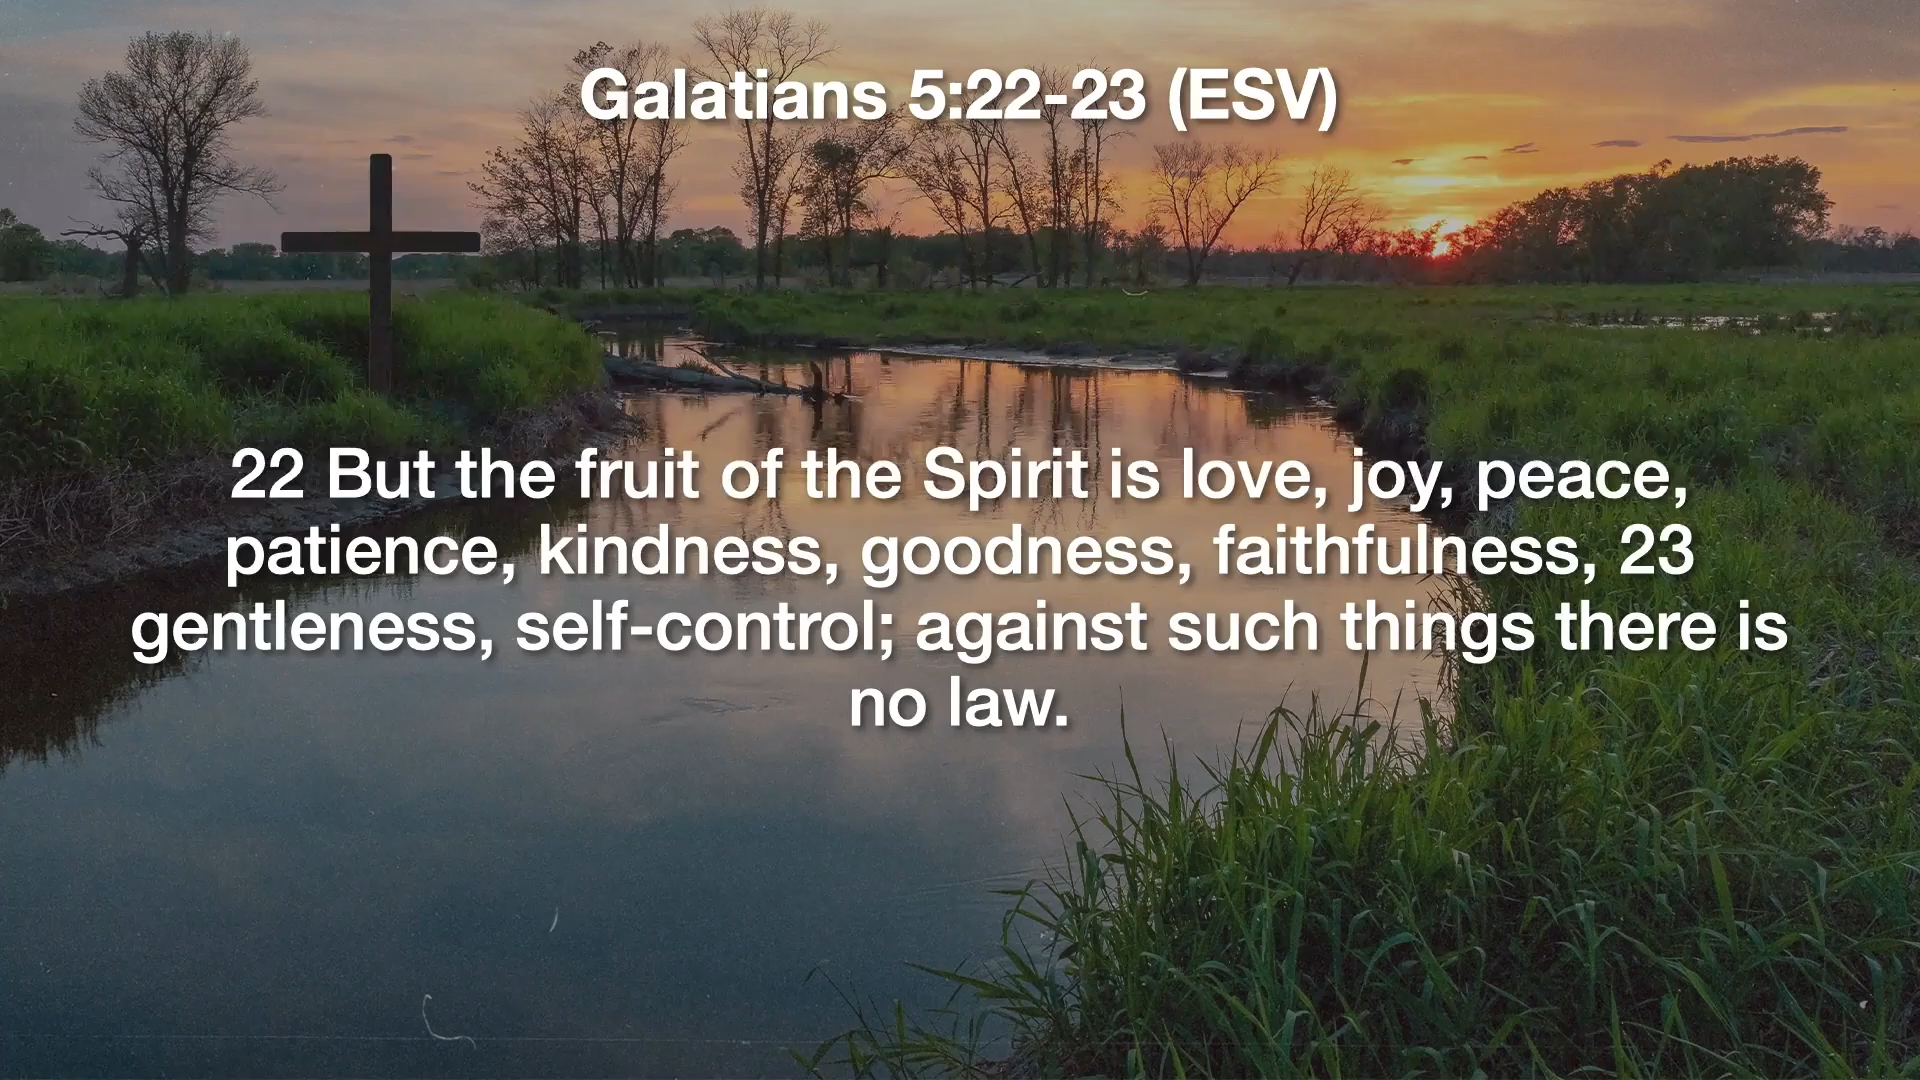 Galatians 5:22-23 (ESV)
22 But the fruit of the Spirit is love, joy, peace,
patience, kindness, goodness, faithfulness, 23
gentleness, self-control; against such things there is
no law.